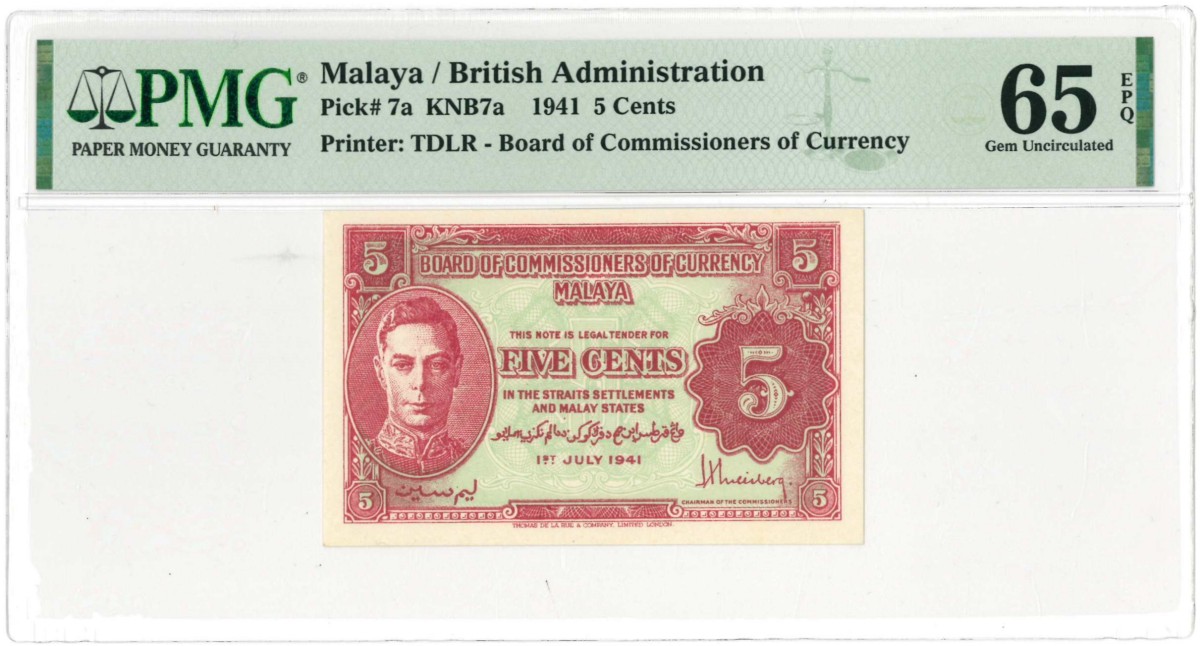 PMG®
PAPER MONEY GUARANTY
Malaya / British Administration
Pick# 7a KNB7a 1941 5 Cents
Printer: TDLR - Board of Commissioners of Currency
65
EPQ
Gem Uncirculated
5
5
BOARD OF COMMISSIONERS OF CURRENCY
MALAYA
THIS NOTE IS LEGAL TENDER FOR
FIVE CENTS
5
IN THE STRAITS SETTLEMENTS
AND MALAY STATES
1ST JULY 1941
ليم سين
5
CHAIRMAN OF THE COMMISSIONERS
5
THOMAS DE LA RUE & COMPANY, LIMITED LONDON.